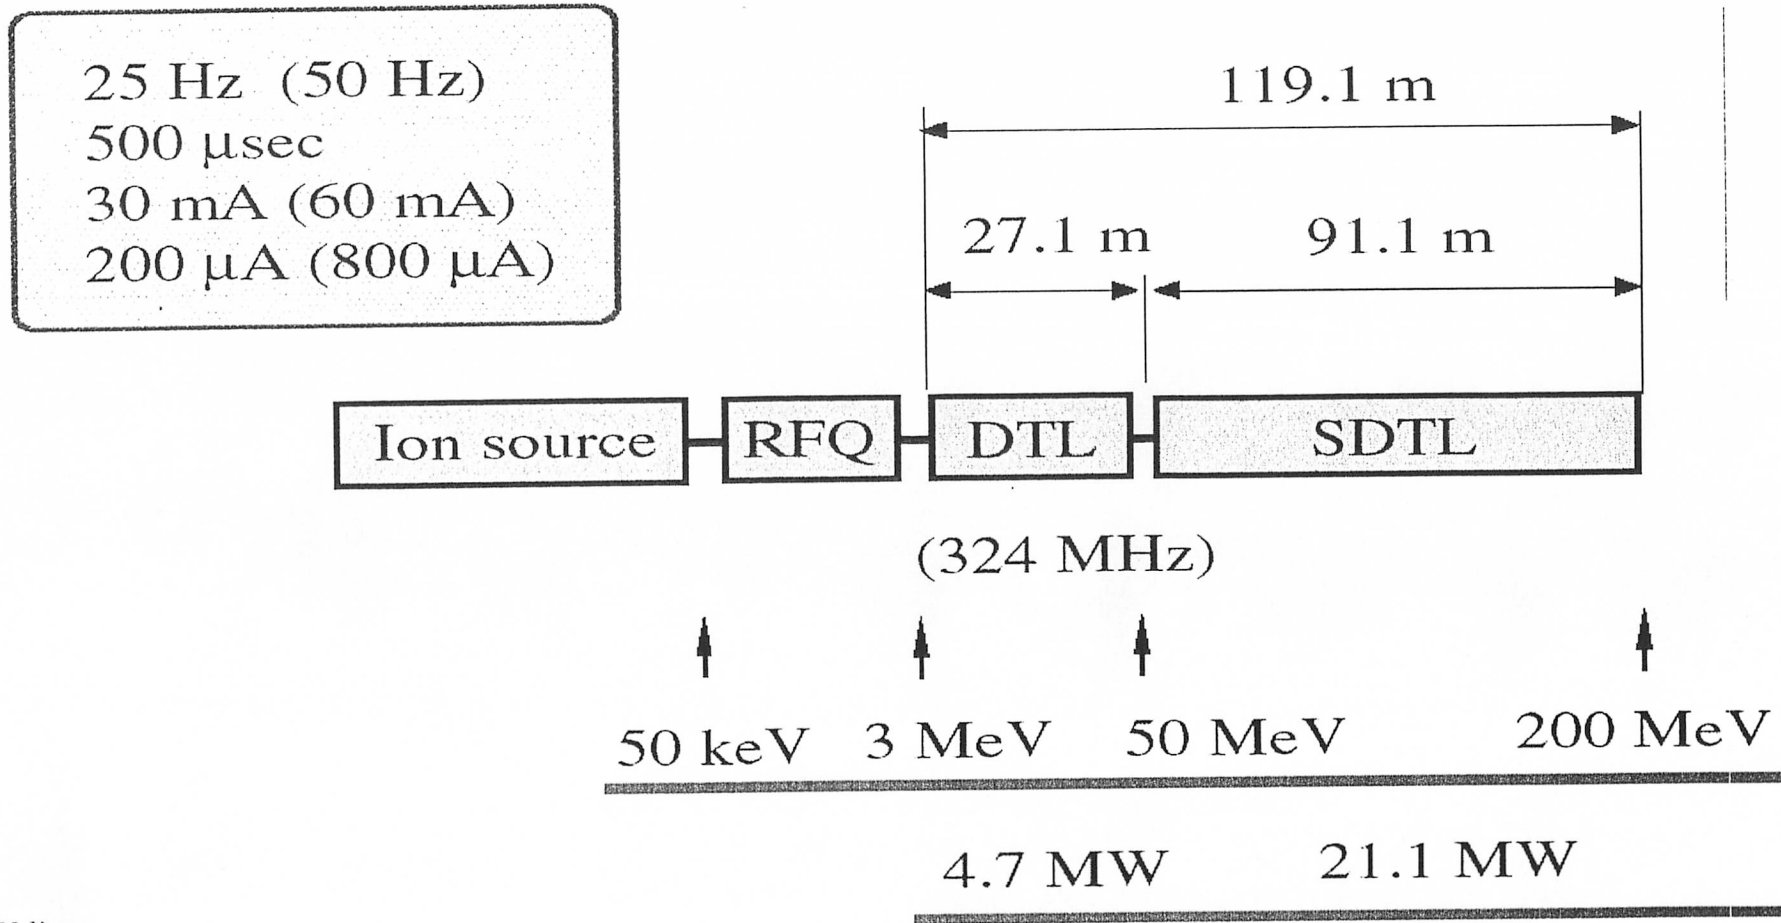 25 Hz (50 Hz)
500 μsec
30 mA (60 mA)
200 μA (800 μA)
119.1 m
27.1 m
91.1 m
Ion source
RFQ
DTL
SDTL
(324 MHz)
50 keV
3 MeV
50 MeV
200 MeV
4.7 MW
21.1 MW